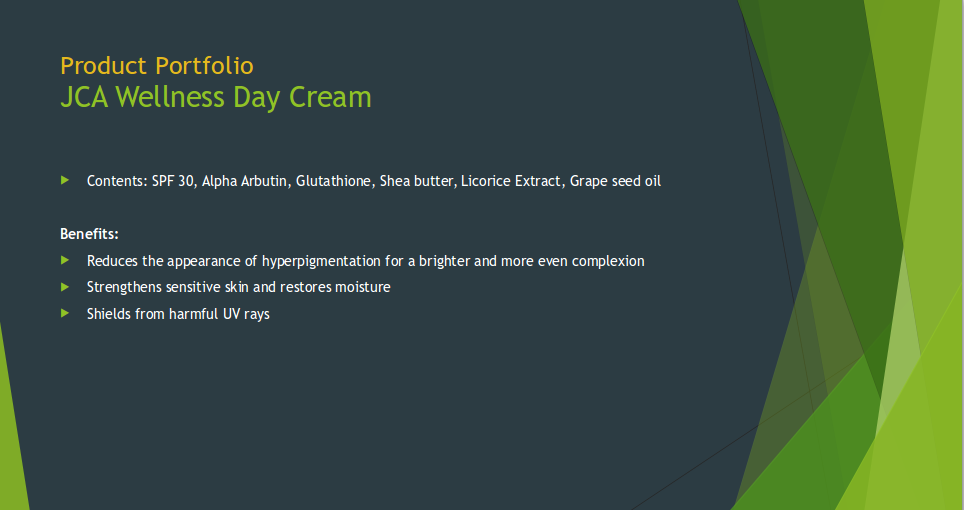 Product Portfolio
JCA Wellness Day Cream
Contents: SPF 30, Alpha Arbutin, Glutathione, Shea butter, Licorice Extract, Grape seed oil
Benefits:
Reduces the appearance of hyperpigmentation for a brighter and more even complexion
Strengthens sensitive skin and restores moisture
Shields from harmful UV rays